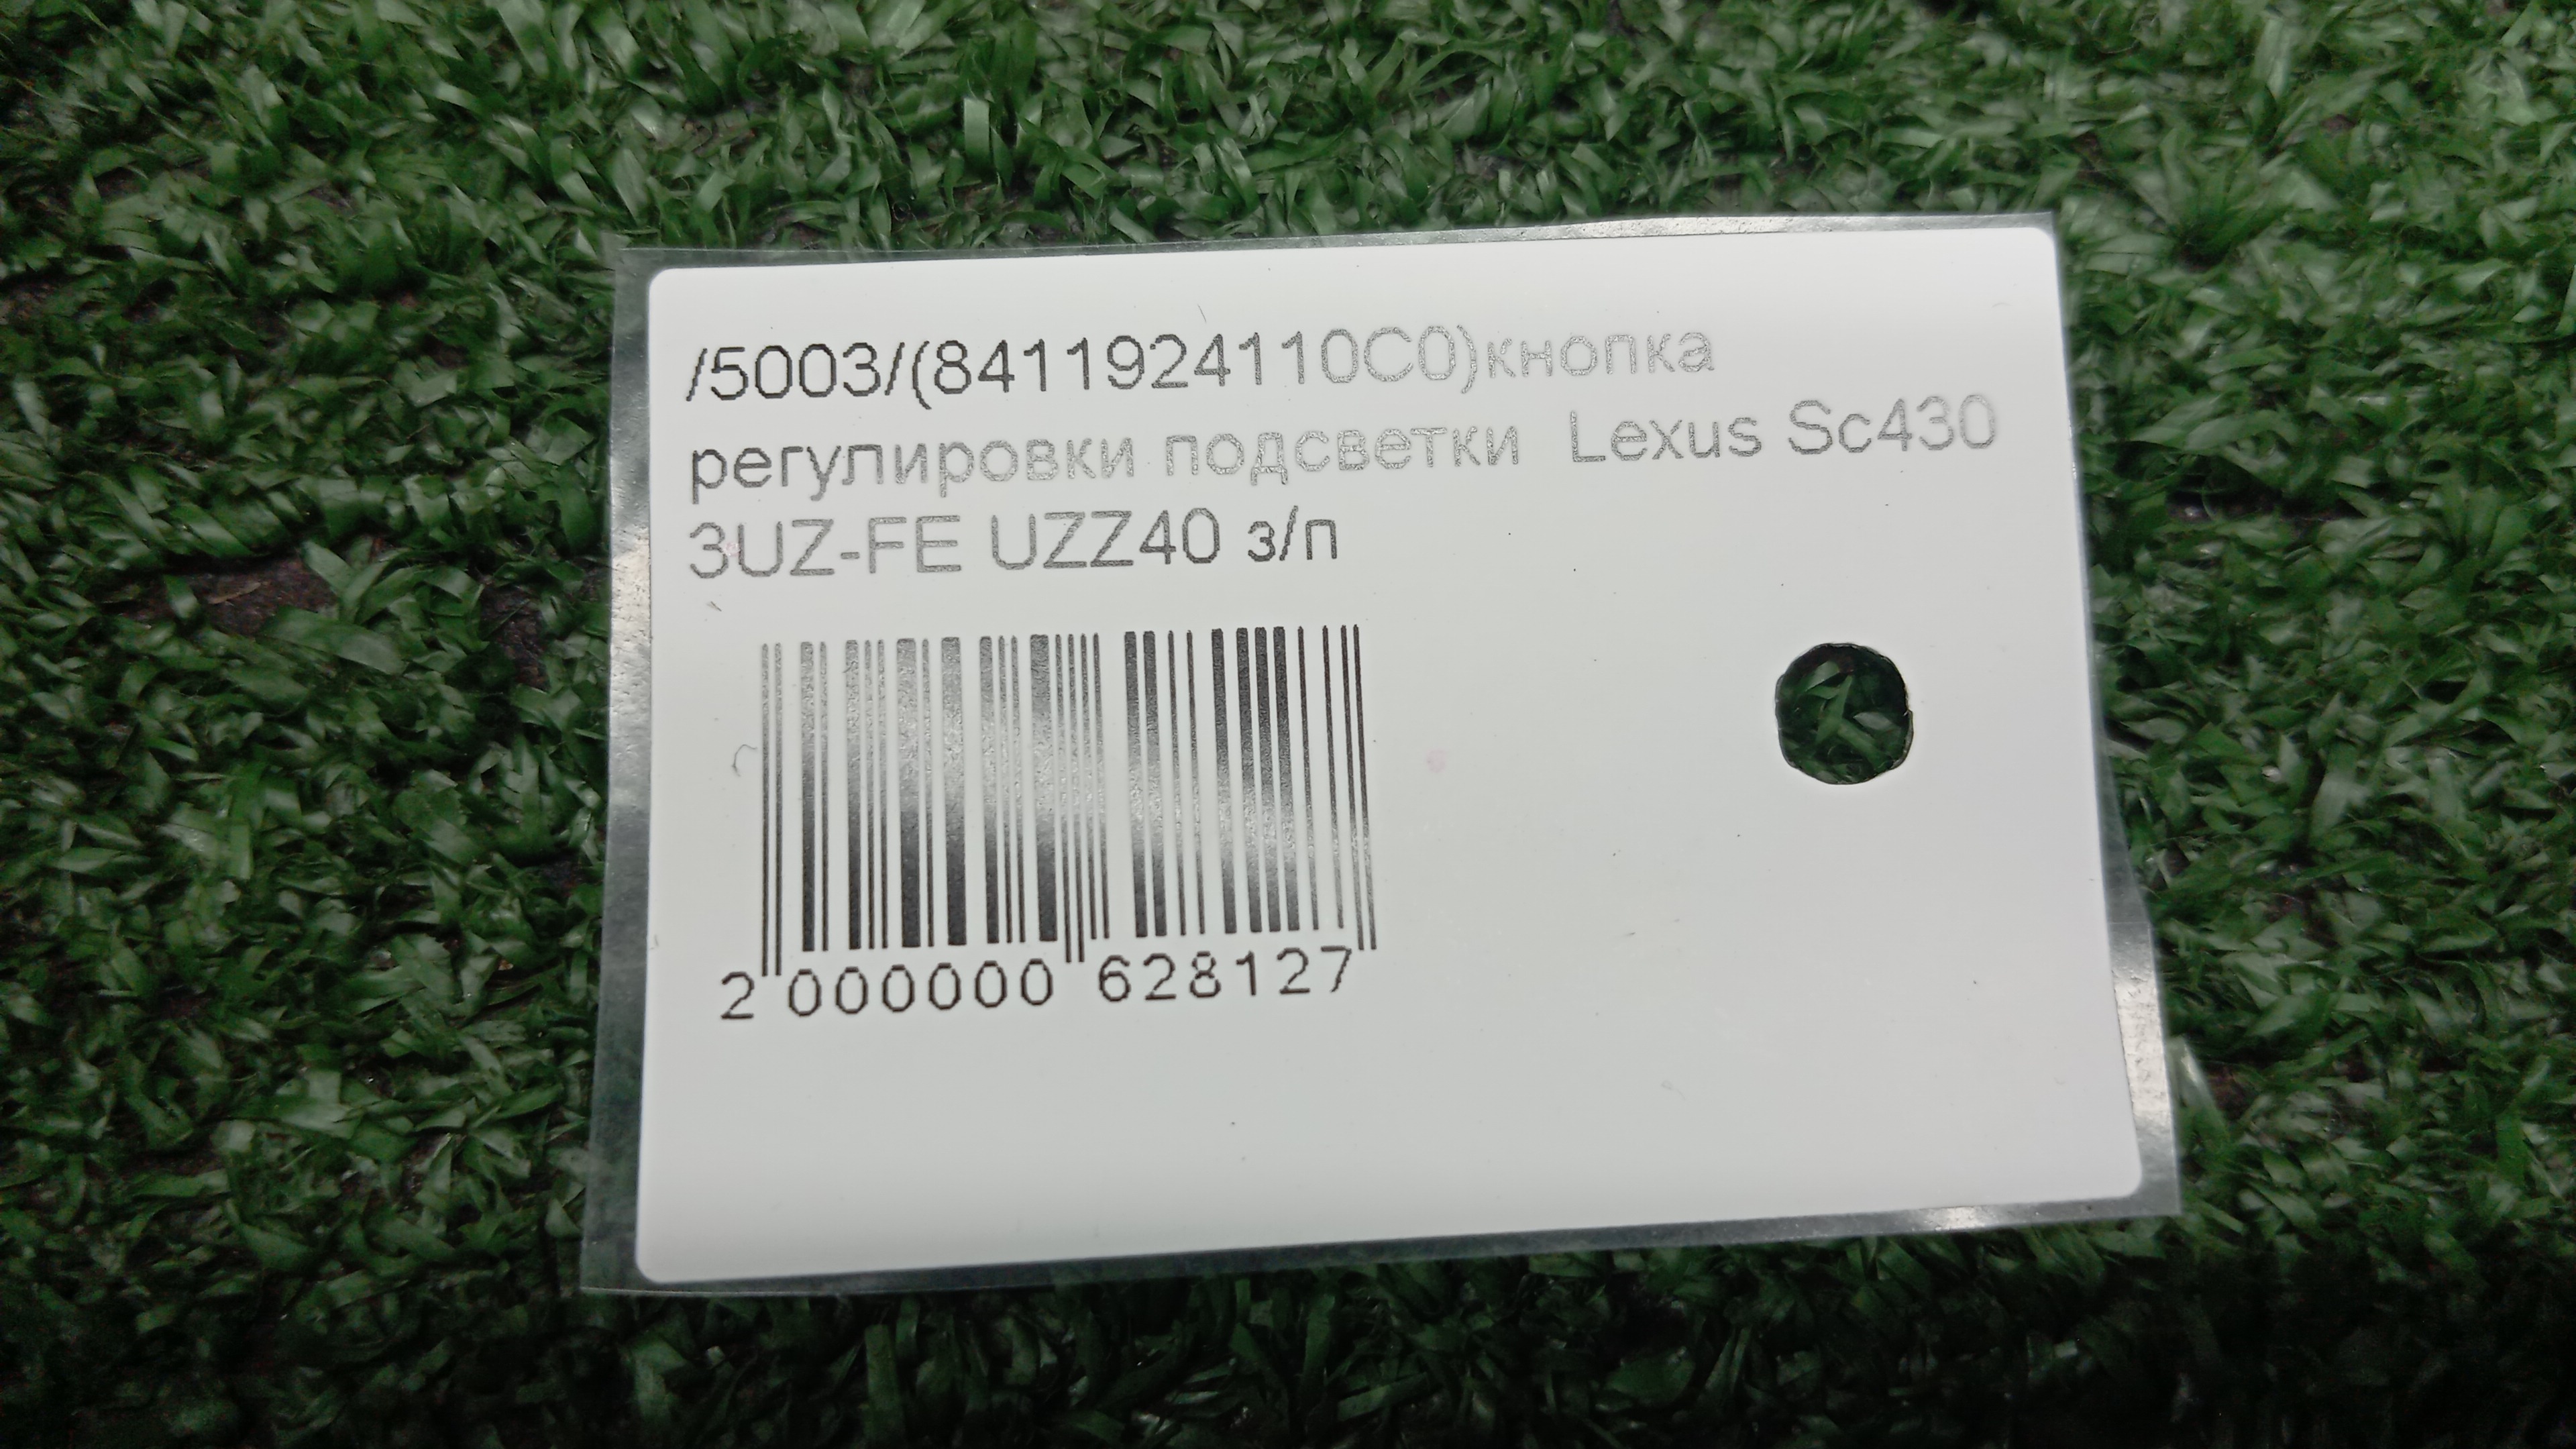 /5003/(8411924110C0)кнопка
регулировки подсветки Lexus Sc430
3UZ-FE UZZ40 з/п
2 000000 628127